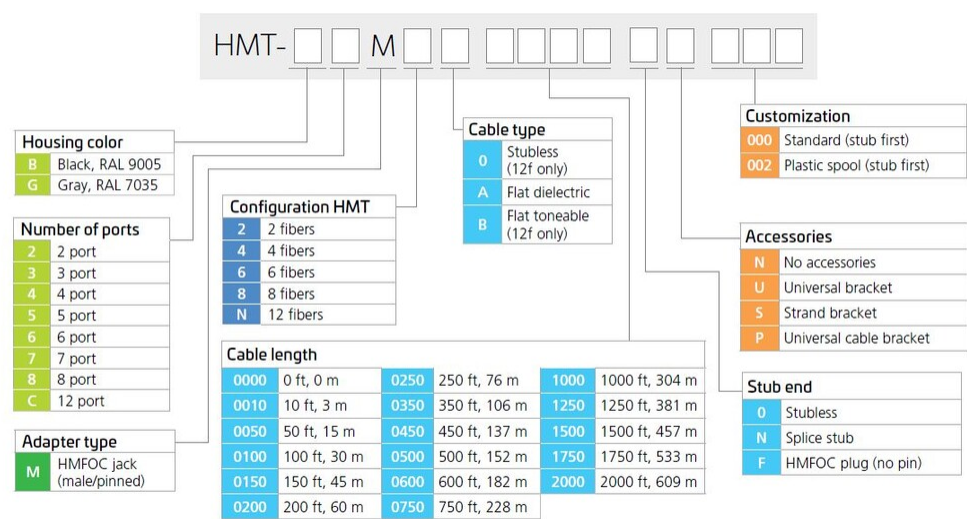 HMT- M
Housing color
B Black, RAL 9005
G Gray, RAL 7035
Number of ports
2 2 port
3 3 port
4 4 port
5 5 port
6 6 port
7 7 port
8 8 port
C 12 port
Adapter type
M HMFOC jack
(male/pinned)
Configuration HMT
2 2 fibers
4 4 fibers
6 6 fibers
8 8 fibers
N 12 fibers
Cable type
0 Stubless
(12f only)
A Flat dielectric
B Flat toneable
(12f only)
Cable length
0000 0 ft, 0 m 0250 250 ft, 76 m 1000 1000 ft, 304 m
0010 10 ft, 3 m 0350 350 ft, 106 m 1250 1250 ft, 381 m
0050 50 ft, 15 m 0450 450 ft, 137 m 1500 1500 ft, 457 m
0100 100 ft, 30 m 0500 500 ft, 152 m 1750 1750 ft, 533 m
0150 150 ft, 45 m 0600 600 ft, 182 m 2000 2000 ft, 609 m
0200 200 ft, 60 m 0750 750 ft, 228 m
Customization
000 Standard (stub first)
002 Plastic spool (stub first)
Accessories
N No accessories
U Universal bracket
S Strand bracket
P Universal cable bracket
Stub end
0 Stubless
N Splice stub
F HMFOC plug (no pin)